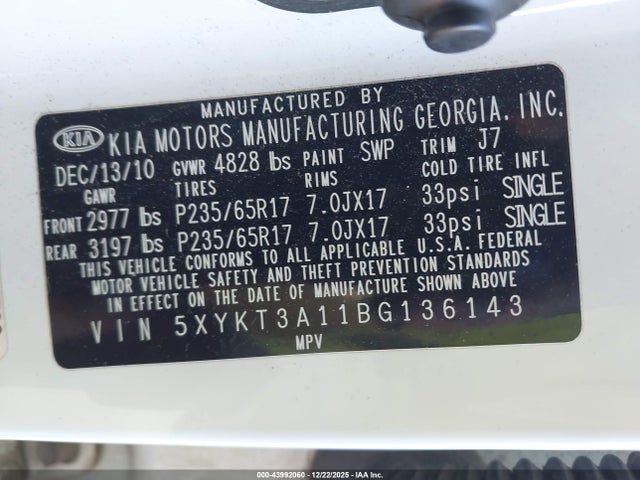 MANUFACTURED BY
KIA KIA MOTORS MANUFACTURING GEORGIA, INC.
DEC/13/10 GVWR 4828 lbs PAINT SWP TRIM J7
GAWR TIRES RIMS COLD TIRE INFL
FRONT 2977 lbs P235/65R17 7.0JX17 33psi SINGLE
REAR 3197 lbs P235/65R17 7.0JX17 33psi SINGLE
THIS VEHICLE CONFORMS TO ALL APPLICABLE U.S.A. FEDERAL
MOTOR VEHICLE SAFETY AND THEFT PREVENTION STANDARDS
IN EFFECT ON THE DATE OF MANUFACTURE SHOWN ABOVE
VIN 5XYKT3A11BG136143
MPV
000-43992060 - 12/22/2025 - IAA Inc.